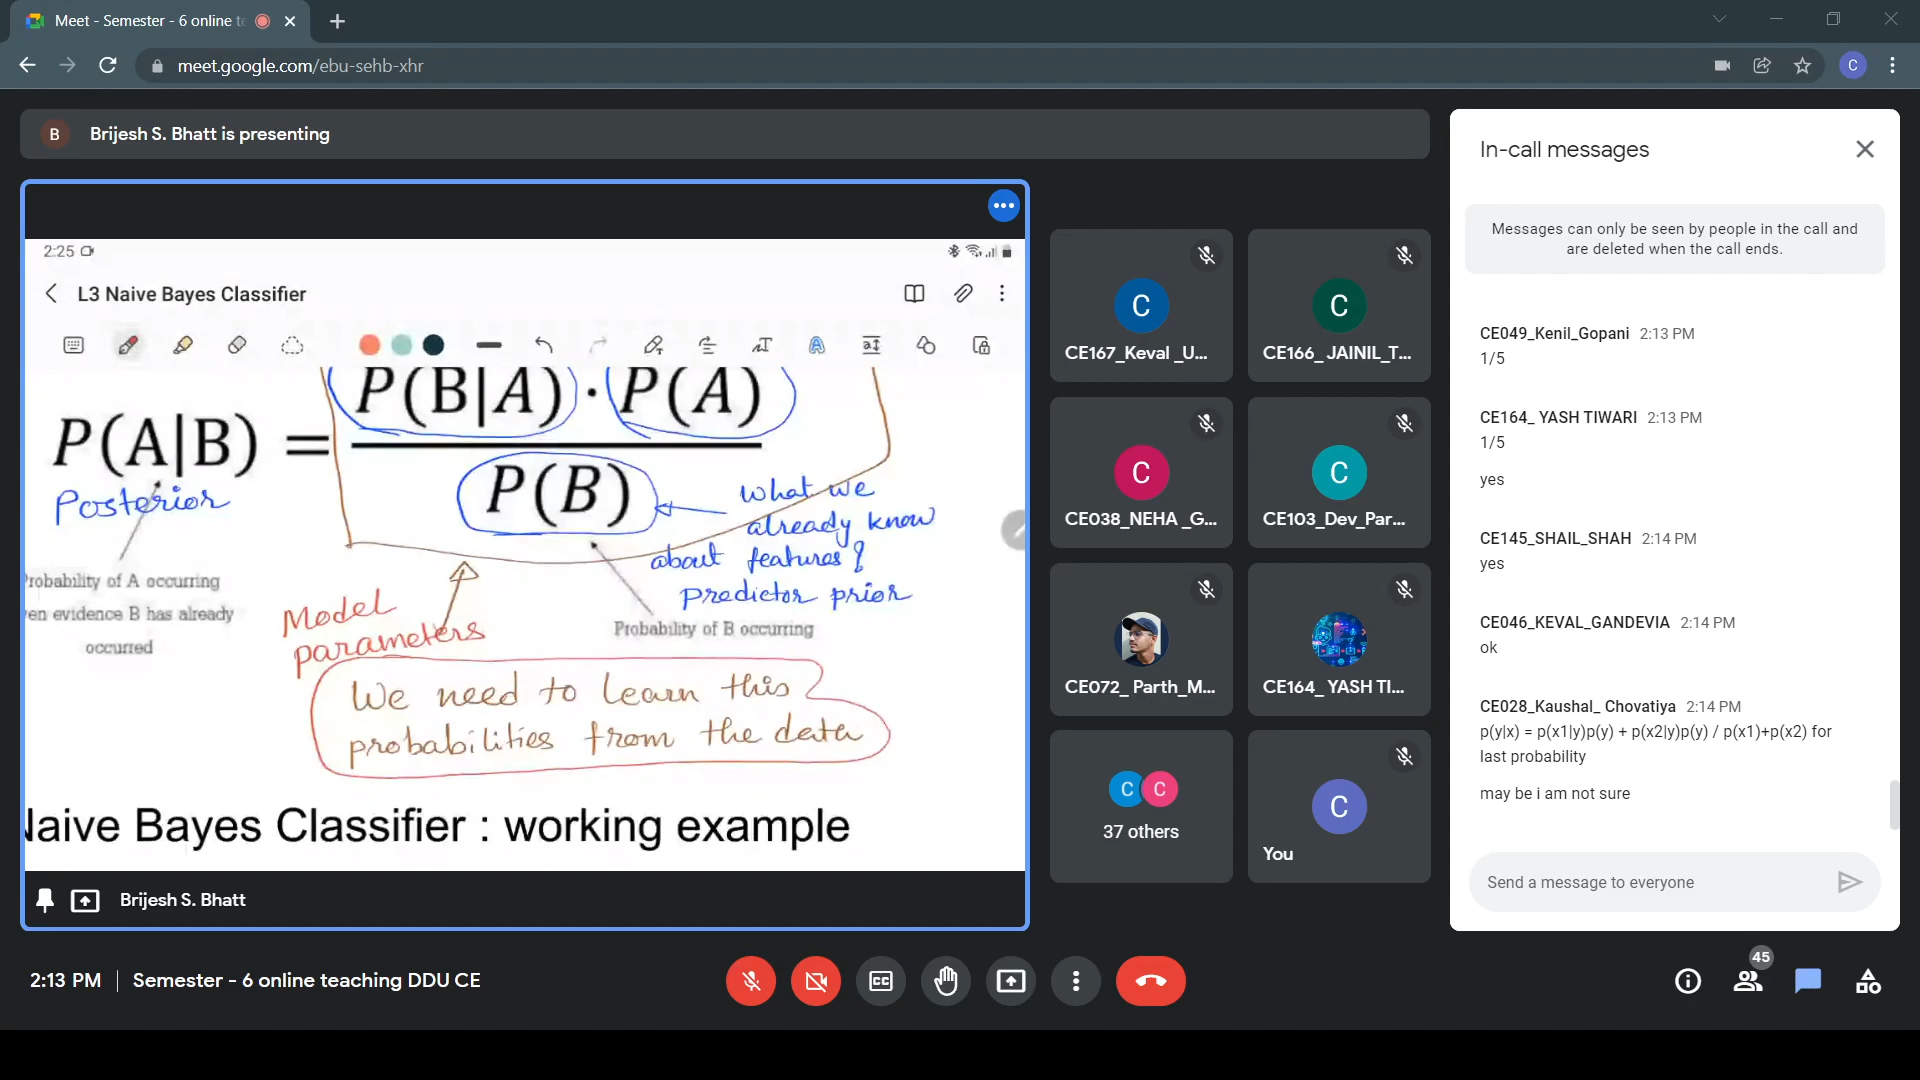 Meet - Semester - 6 online te
meet.google.com/ebu-sehb-xhr
C
B
Brijesh S. Bhatt is presenting
2:25
L3 Naive Bayes Classifier
P(B|A) · P(A)
P(A|B) =
P(B)
Posterior
what we
already know
about features &
predictor prior
robability of A occurring
en evidence B has already
occurred
Model
parameters
Probability of B occurring
We need to learn this
probabilities from the data
Naive Bayes Classifier : working example
Brijesh S. Bhatt
C
CE167_Keval _U...
C
CE166_ JAINIL_T...
C
CE038_NEHA _G...
C
CE103_Dev_Par...
CE072_ Parth_M...
CE164_ YASH TI...
C C
37 others
C
You
In-call messages
Messages can only be seen by people in the call and
are deleted when the call ends.
CE049_Kenil_Gopani 2:13 PM
1/5
CE164_ YASH TIWARI 2:13 PM
1/5
yes
CE145_SHAIL_SHAH 2:14 PM
yes
CE046_KEVAL_GANDEVIA 2:14 PM
ok
CE028_Kaushal_ Chovatiya 2:14 PM
p(y|x) = p(x1|y)p(y) + p(x2|y)p(y) / p(x1)+p(x2) for
last probability
may be i am not sure
Send a message to everyone
2:13 PM | Semester - 6 online teaching DDU CE
CC
45